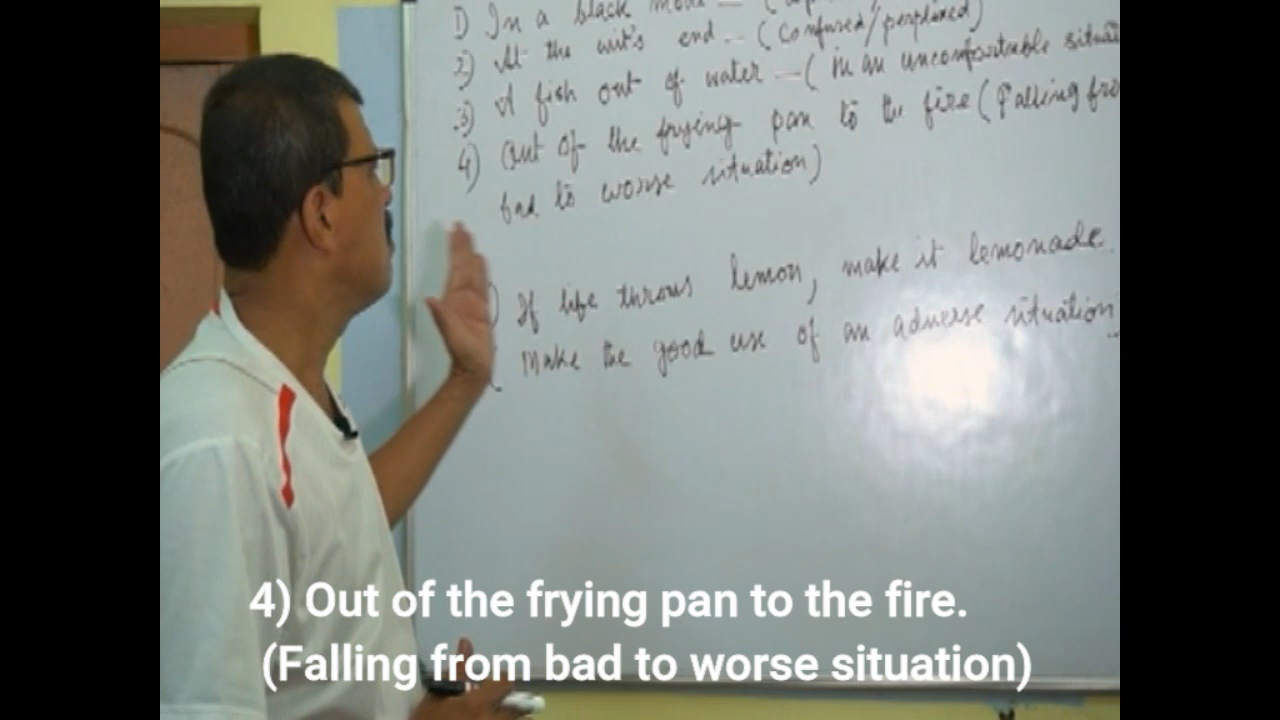 1) In a black mood – (
2) At the wit's end – (Confused/perplexed)
3) A fish out of water – ( in an uncomfortable situat
4) Out of the frying pan to the fire (Falling fro
bad to worse situation)
If life throws lemon, make it lemonade.
Make the good use of an adverse situation
4) Out of the frying pan to the fire.
(Falling from bad to worse situation)